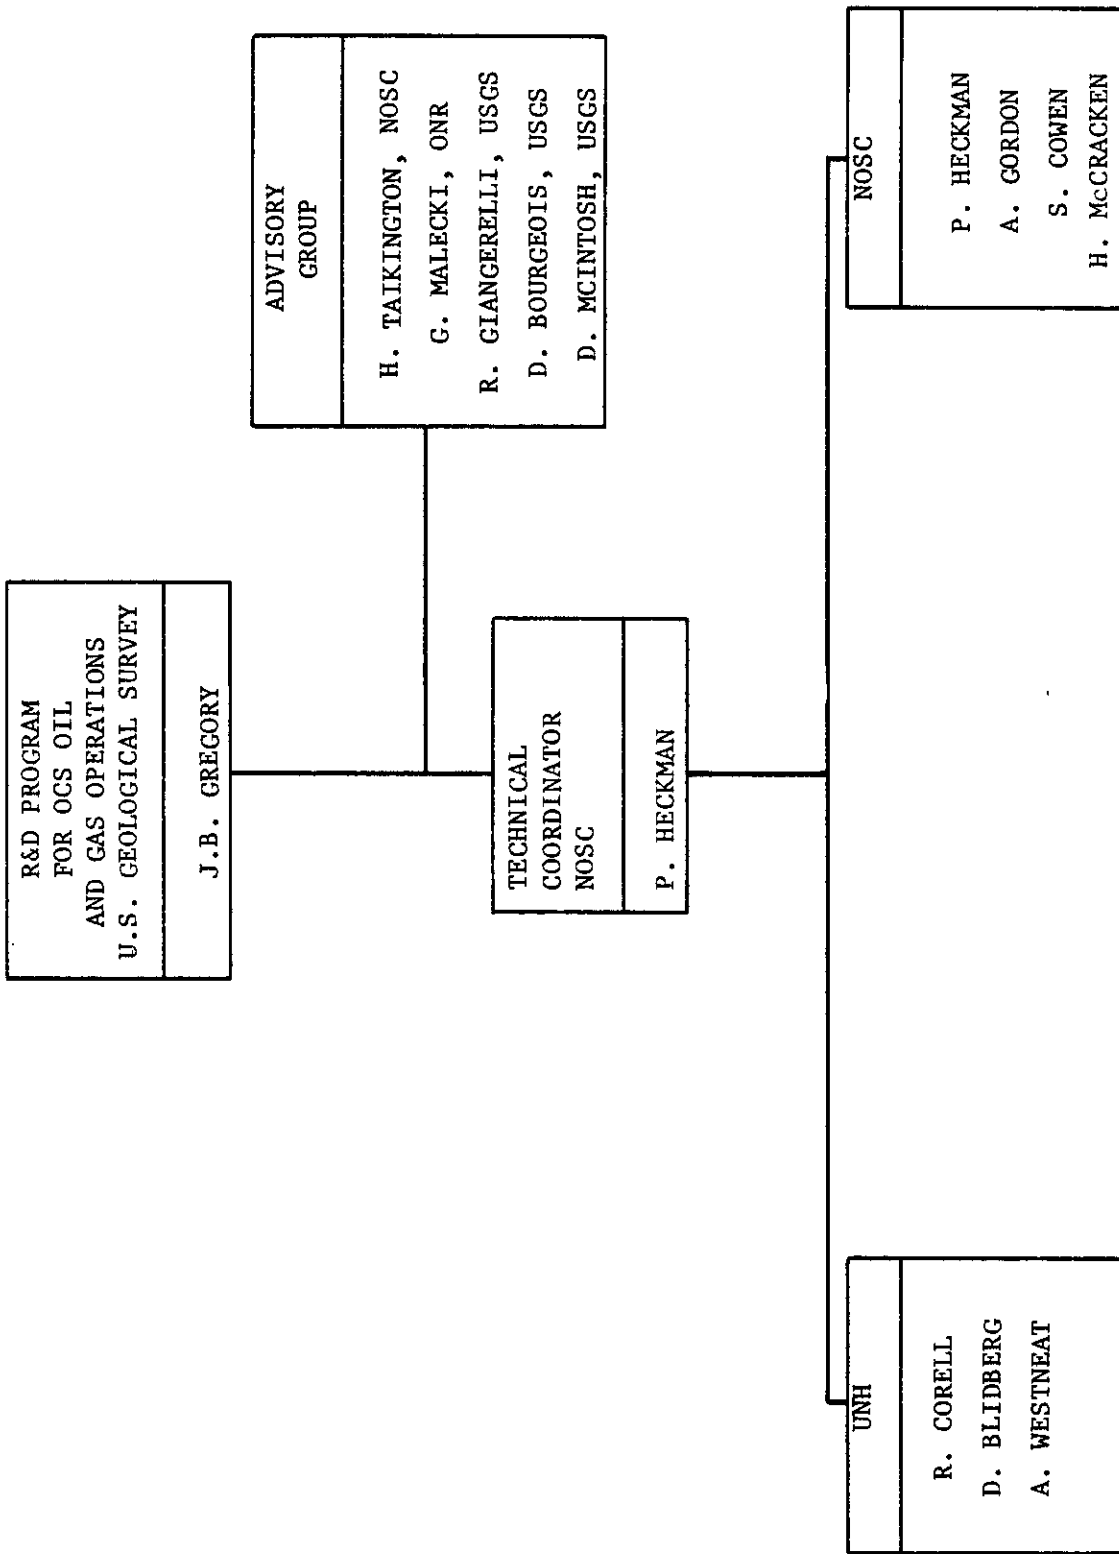 R&D PROGRAM
FOR OCS OIL
AND GAS OPERATIONS
U.S. GEOLOGICAL SURVEY
J.B. GREGORY
ADVISORY
GROUP
H. TAIKINGTON, NOSC
G. MALECKI, ONR
R. GIANGERELLI, USGS
D. BOURGEOIS, USGS
D. MCINTOSH, USGS
TECHNICAL
COORDINATOR
NOSC
P. HECKMAN
UNH
R. CORELL
D. BLIDBERG
A. WESTNEAT
NOSC
P. HECKMAN
A. GORDON
S. COWEN
H. McCRACKEN